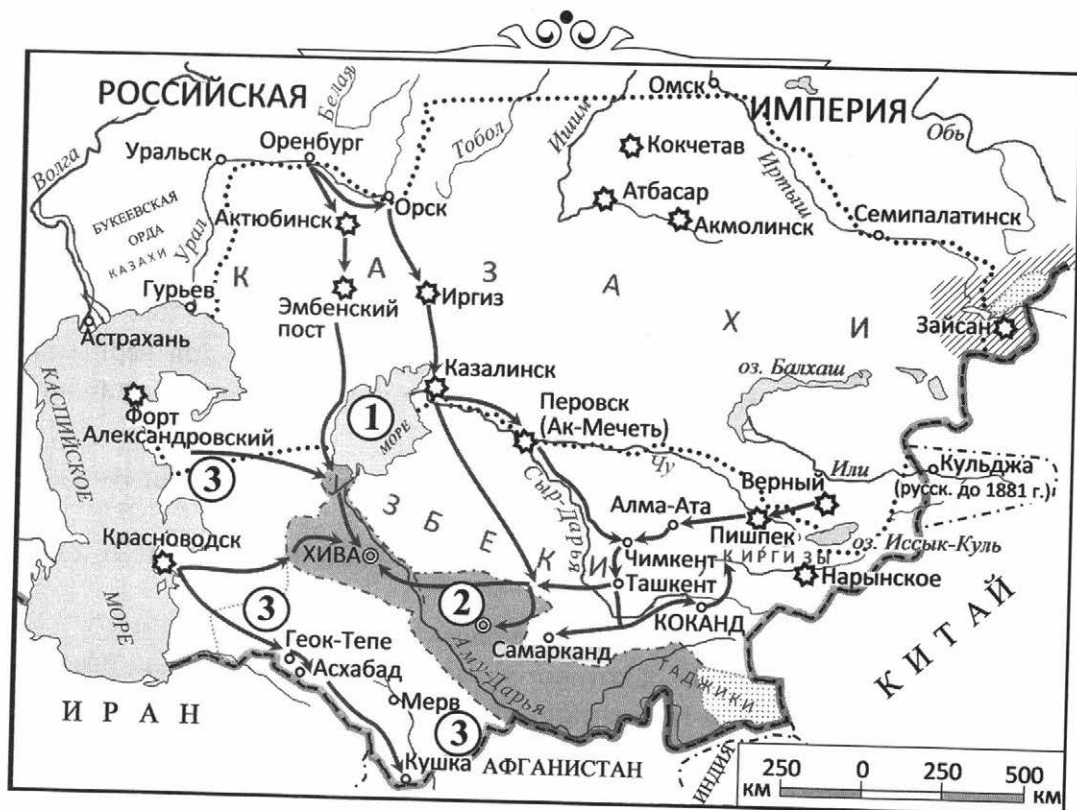 РОССИЙСКАЯ
ИМПЕРИЯ
Омск
Белая
Тобол
Ишим
Обь
Волга
Уральск
Оренбург
Кокчетав
Иртыш
Орск
Атбасар
Акмолинск
Семипалатинск
БУКЕЕВСКАЯ
ОРДА
КАЗАХИ
Урал
Актюбинск
КАЗАХИ
Гурьев
Эмбенский
пост
Иргиз
Зайсан
Астрахань
оз. Балхаш
КАСПИЙСКОЕ
МОРЕ
Форт
Александровский
1
МОРЕ
Казалинск
Перовск
(Ак-Мечеть)
3
Чу
Или
Кульджа
(русск. до 1881 г.)
Верный
Сыр-Дарья
Алма-Ата
Пишпек
оз. Иссык-Куль
УЗБЕКИ
Красноводск
ХИВА
Чимкент
КИРГИЗЫ
Ташкент
Нарынское
2
КОКАНД
Самарканд
3
Геок-Тепе
Асхабад
Аму-Дарья
ТАДЖИКИ
КИТАЙ
Мерв
ИРАН
3
Кушка
АФГАНИСТАН
ИНДИЯ
250 0 250 500
км км